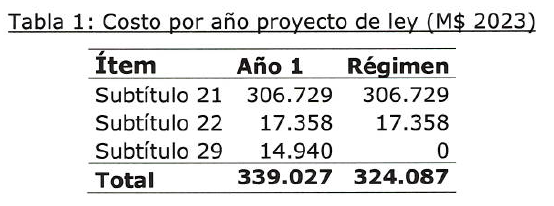 Tabla 1: Costo por año proyecto de ley (M$ 2023)
Ítem Año 1 Régimen
Subtítulo 21 306.729 306.729
Subtítulo 22 17.358 17.358
Subtítulo 29 14.940 0
Total 339.027 324.087